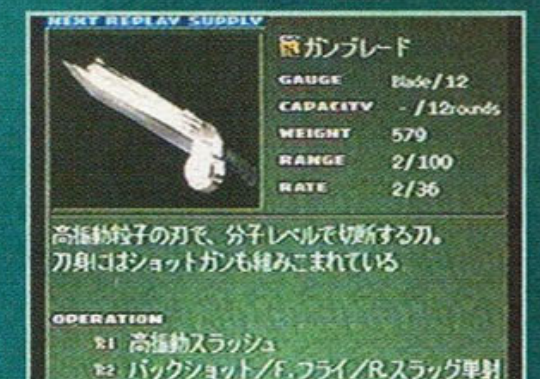 NEXT REPLAY SUPPLY
ガンブレード
GAUGE Blade/12
CAPACITY - /12rounds
WEIGHT 579
RANGE 2/100
RATE 2/36
高振動粒子の刃で、分子レベルで切断する刀。
刀身にはショットガンも組みこまれている
OPERATION
R1 高振動スラッシュ
R2 バックショット/F.フライ/R.スラッグ単射